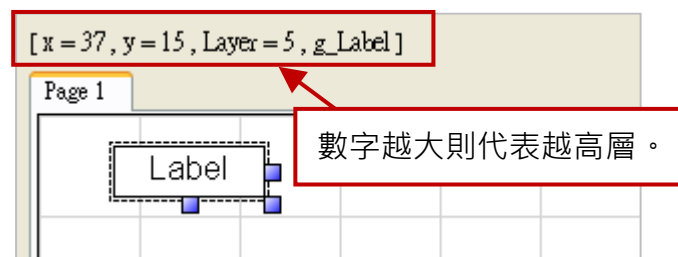 [ x = 37 , y = 15 , Layer = 5 , g_Label ]
Page 1
數字越大則代表越高層。
Label